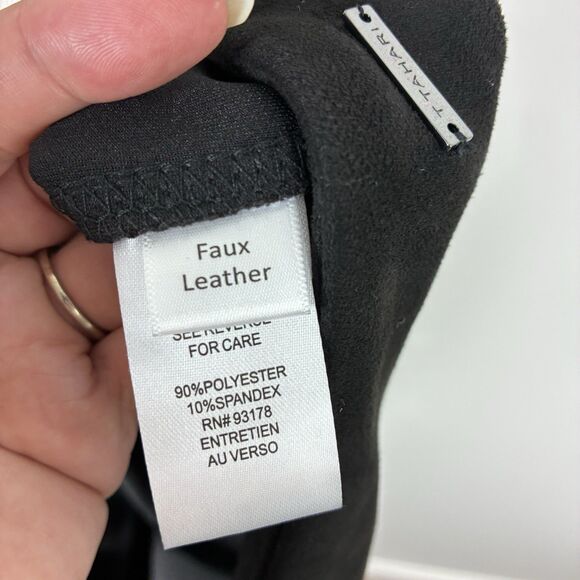 T TAHARI
Faux
Leather
SEE REVERSE
FOR CARE
90%POLYESTER
10%SPANDEX
RN# 93178
ENTRETIEN
AU VERSO